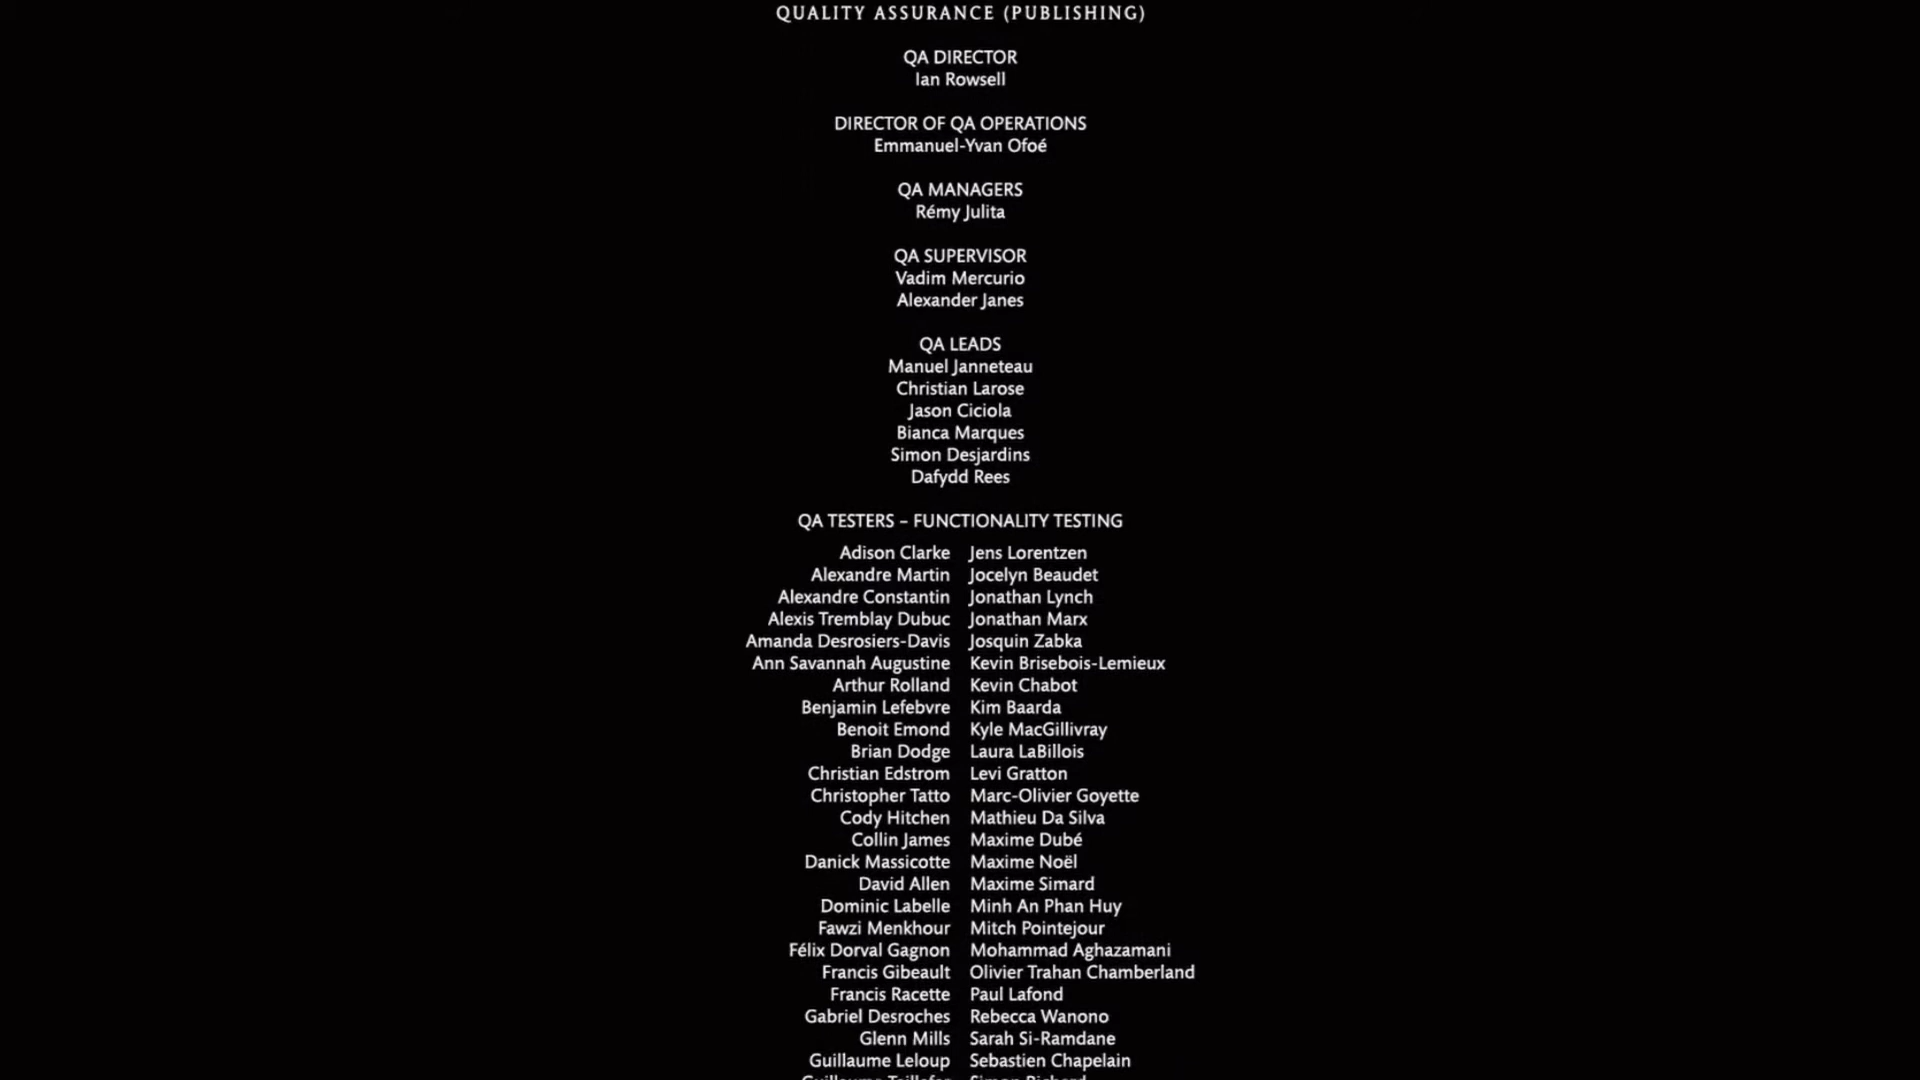 QUALITY ASSURANCE (PUBLISHING)
QA DIRECTOR
Ian Rowsell
DIRECTOR OF QA OPERATIONS
Emmanuel-Yvan Ofoé
QA MANAGERS
Rémy Julita
QA SUPERVISOR
Vadim Mercurio
Alexander Janes
QA LEADS
Manuel Janneteau
Christian Larose
Jason Ciciola
Bianca Marques
Simon Desjardins
Dafydd Rees
QA TESTERS – FUNCTIONALITY TESTING
Adison Clarke Jens Lorentzen
Alexandre Martin Jocelyn Beaudet
Alexandre Constantin Jonathan Lynch
Alexis Tremblay Dubuc Jonathan Marx
Amanda Desrosiers-Davis Josquin Zabka
Ann Savannah Augustine Kevin Brisebois-Lemieux
Arthur Rolland Kevin Chabot
Benjamin Lefebvre Kim Baarda
Benoit Emond Kyle MacGillivray
Brian Dodge Laura LaBillois
Christian Edstrom Levi Gratton
Christopher Tatto Marc-Olivier Goyette
Cody Hitchen Mathieu Da Silva
Collin James Maxime Dubé
Danick Massicotte Maxime Noël
David Allen Maxime Simard
Dominic Labelle Minh An Phan Huy
Fawzi Menkhour Mitch Pointejour
Félix Dorval Gagnon Mohammad Aghazamani
Francis Gibeault Olivier Trahan Chamberland
Francis Racette Paul Lafond
Gabriel Desroches Rebecca Wanono
Glenn Mills Sarah Si-Ramdane
Guillaume Leloup Sebastien Chapelain